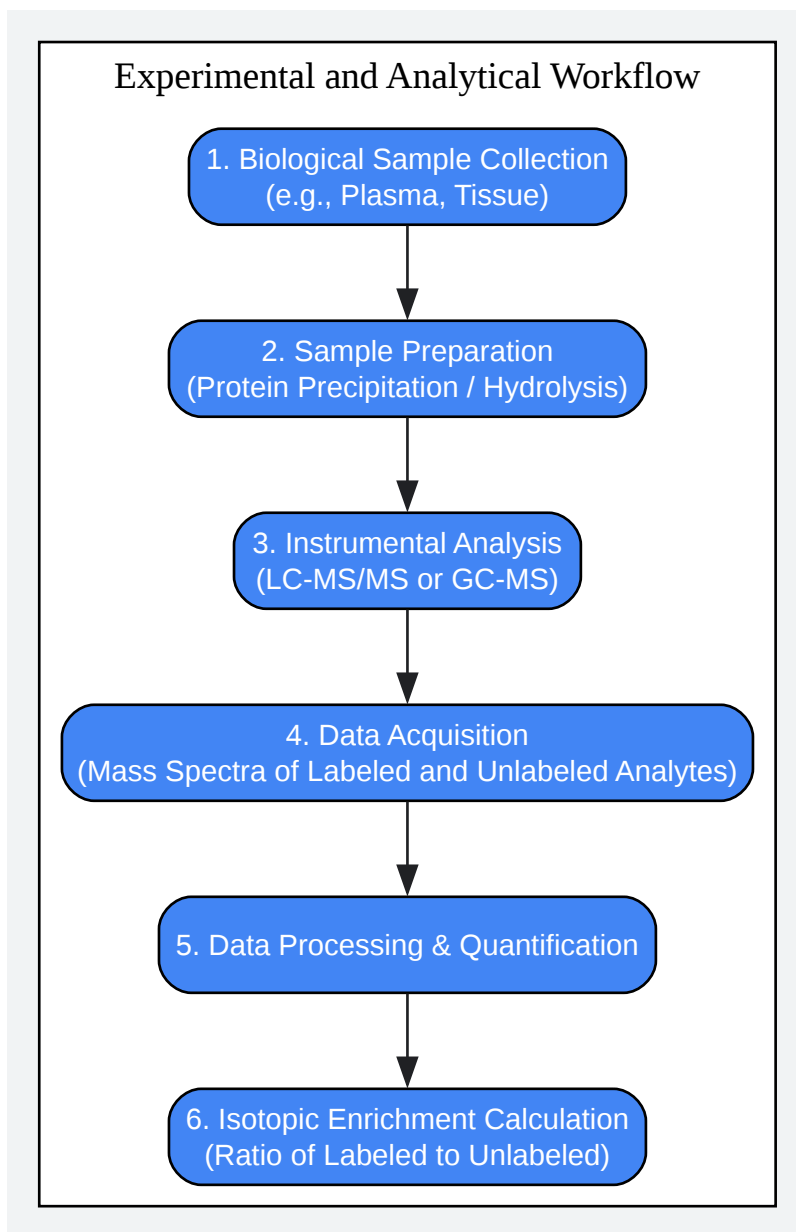 Experimental and Analytical Workflow
1. Biological Sample Collection
(e.g., Plasma, Tissue)
2. Sample Preparation
(Protein Precipitation / Hydrolysis)
3. Instrumental Analysis
(LC-MS/MS or GC-MS)
4. Data Acquisition
(Mass Spectra of Labeled and Unlabeled Analytes)
5. Data Processing & Quantification
6. Isotopic Enrichment Calculation
(Ratio of Labeled to Unlabeled)